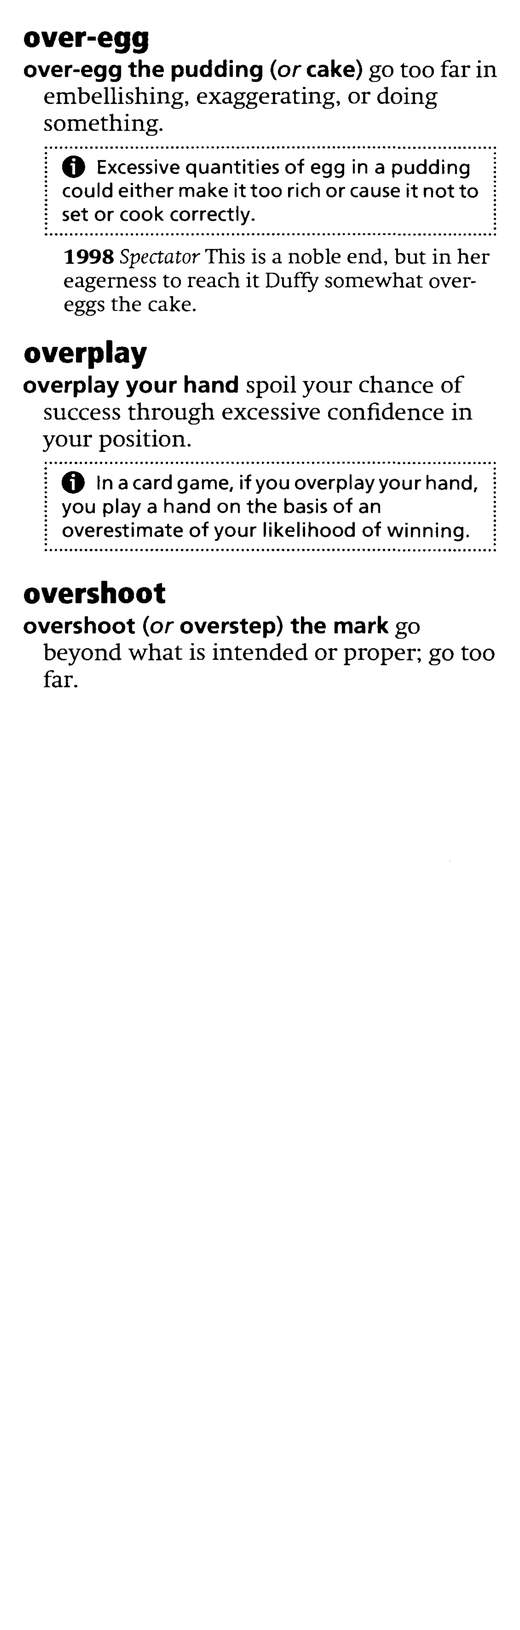 over-egg
over-egg the pudding (or cake) go too far in
embellishing, exaggerating, or doing
something.
Excessive quantities of egg in a pudding
could either make it too rich or cause it not to
set or cook correctly.
1998 Spectator This is a noble end, but in her
eagerness to reach it Duffy somewhat over-
eggs the cake.
overplay
overplay your hand spoil your chance of
success through excessive confidence in
your position.
In a card game, if you overplay your hand,
you play a hand on the basis of an
overestimate of your likelihood of winning.
overshoot
overshoot (or overstep) the mark go
beyond what is intended or proper; go too
far.